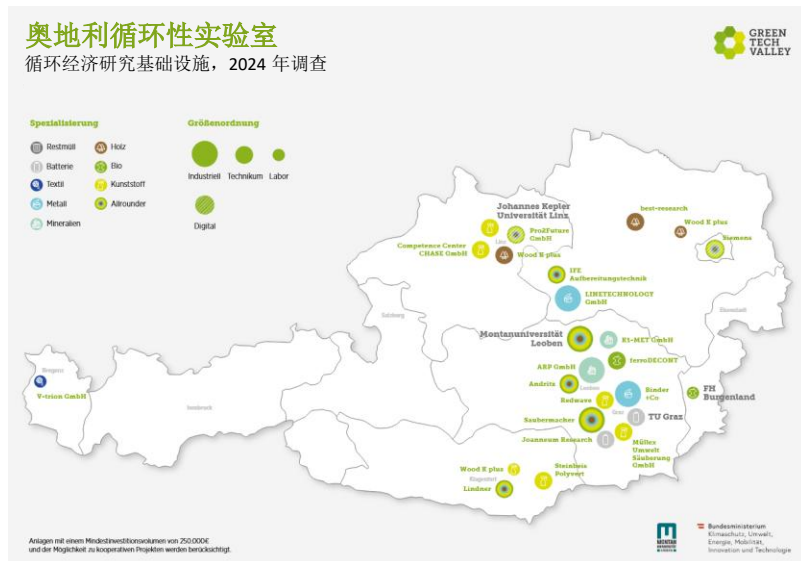 奥地利循环性实验室
循环经济研究基础设施，2024 年调查
GREEN
TECH
VALLEY
Spezialisierung
Größenordnung
Restmüll
Holz
Batterie
Bio
Textil
Kunststoff
Metall
Allrounder
Mineralien
Industriell
Technikum
Labor
Digital
Johannes Kepler
Universität Linz
Pro2Future
GmbH
Linz
Competence Center
CHASE GmbH
Wood K plus
best-research
Wood K plus
Siemens
IFE
Aufbereitungstechnik
LINETECHNOLOGY
GmbH
Eisenstadt
Salzburg
Montanuniversität
Leoben
K1-MET GmbH
ferroDECONT
ARP GmbH
Leoben
Andritz
Redwave
Binder
+Co
FH
Burgenland
Graz
TU Graz
Saubermacher
Joanneum Research
Müllex
Umwelt
Säuberung
GmbH
Bregenz
V-trion GmbH
Innsbruck
Wood K plus
Klagenfurt
Lindner
Steinbeis
Polyvert
Anlagen mit einem Mindestinvestitionsvolumen von 250.000€
und der Möglichkeit zu kooperativen Projekten werden berücksichtigt.
MONTAN
Bundesministerium
Klimaschutz, Umwelt,
Energie, Mobilität,
Innovation und Technologie